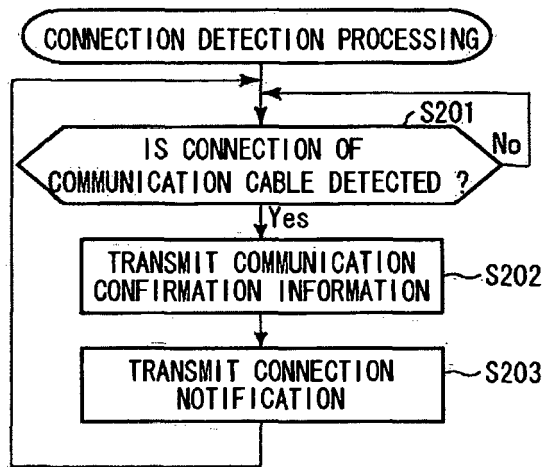 CONNECTION DETECTION PROCESSING
S201
IS CONNECTION OF
COMMUNICATION CABLE DETECTED ?
No
Yes
TRANSMIT COMMUNICATION
CONFIRMATION INFORMATION
S202
TRANSMIT CONNECTION
NOTIFICATION
S203